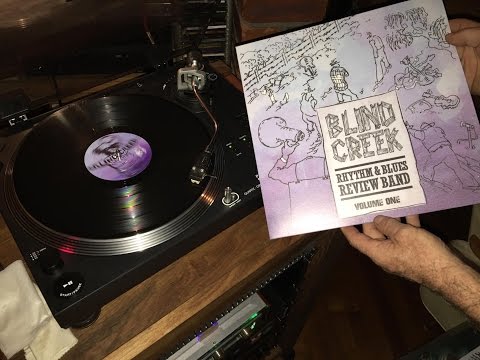 BLIND
CREEK
RHYTHM & BLUES
REVIEW BAND
VOLUME ONE